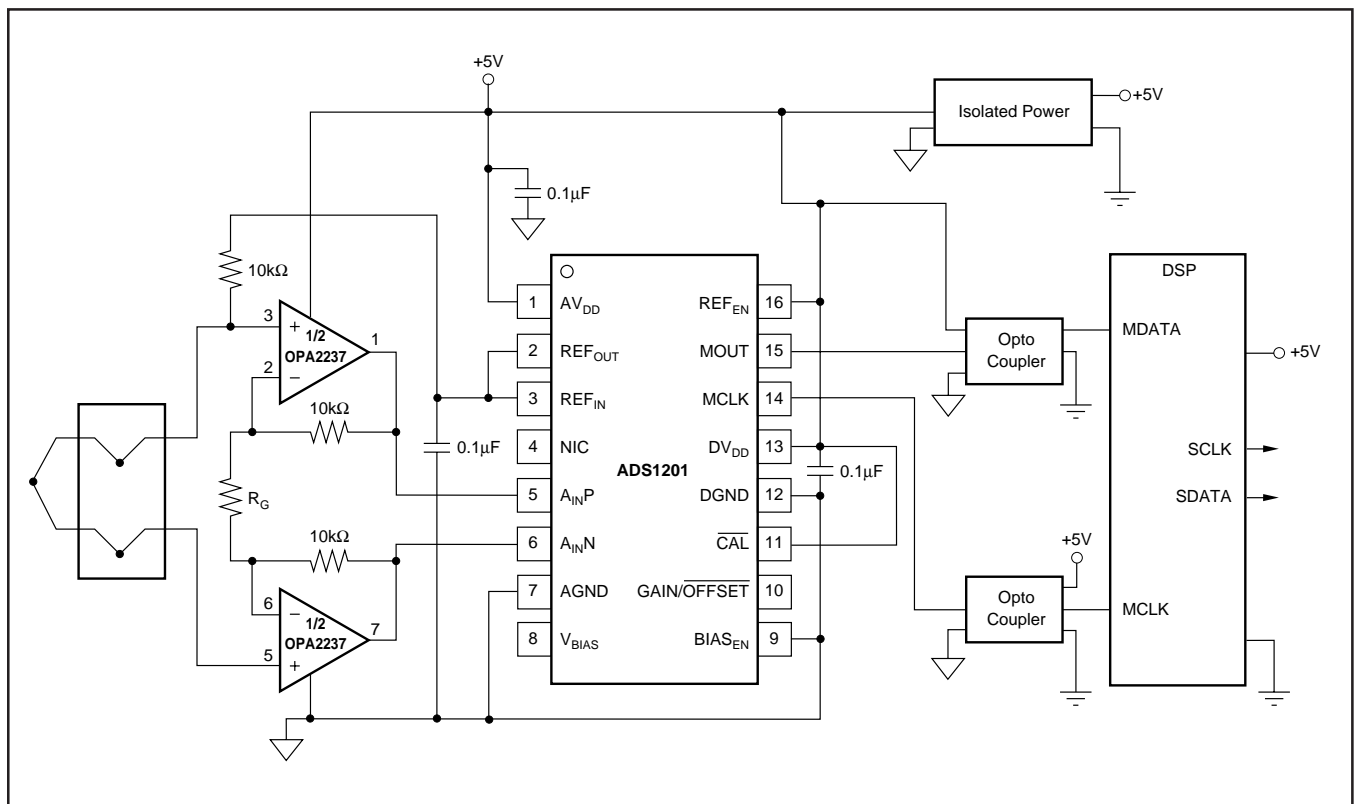 +5V
Isolated Power
+5V
0.1µF
10kΩ
3
+
1/2
OPA2237
1
2
–
10kΩ
R_G
10kΩ
6
–
1/2
OPA2237
7
5
+
0.1µF
ADS1201
1 AV_DD
2 REF_OUT
3 REF_IN
4 NIC
5 A_INP
6 A_INN
7 AGND
8 V_BIAS
REF_EN 16
MOUT 15
MCLK 14
DV_DD 13
DGND 12
CAL 11
GAIN/OFFSET 10
BIAS_EN 9
0.1µF
Opto
Coupler
+5V
Opto
Coupler
DSP
MDATA
+5V
SCLK
SDATA
MCLK